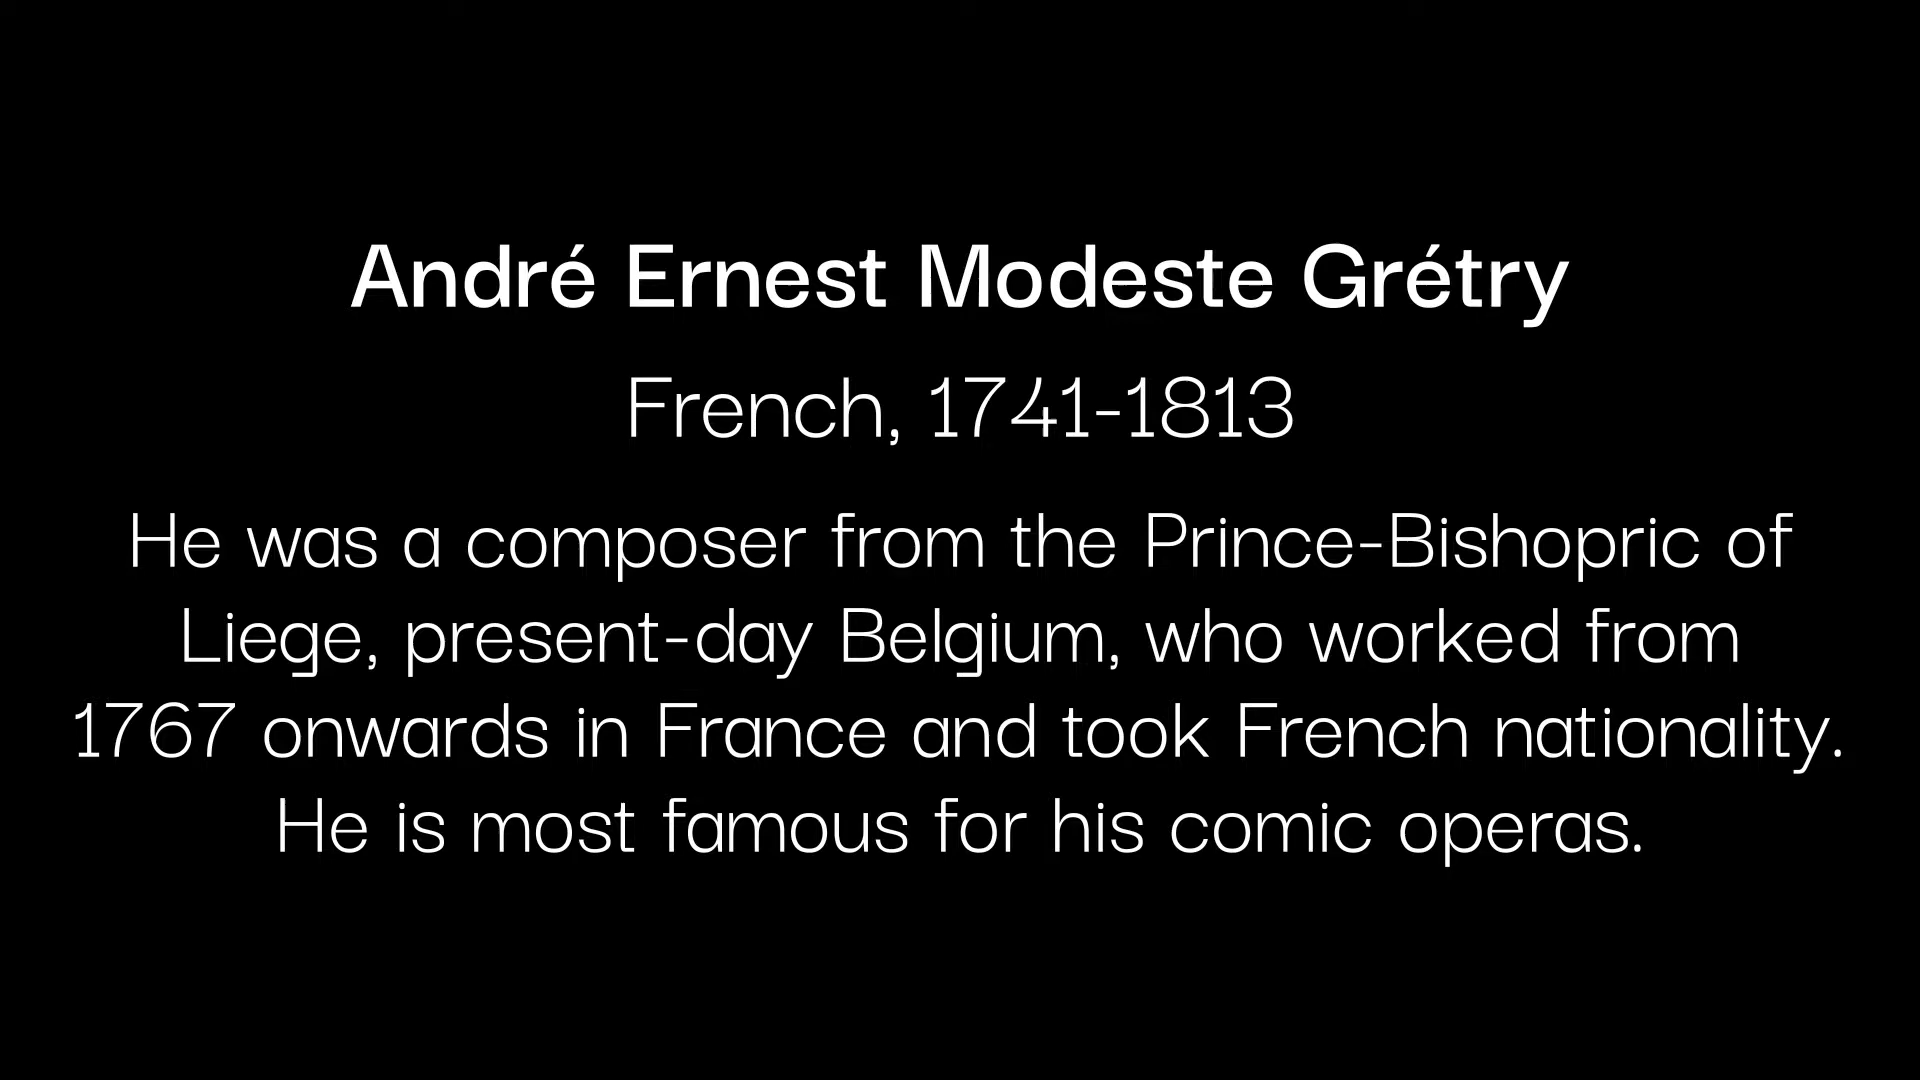 André Ernest Modeste Grétry
French, 1741-1813
He was a composer from the Prince-Bishopric of
Liege, present-day Belgium, who worked from
1767 onwards in France and took French nationality.
He is most famous for his comic operas.